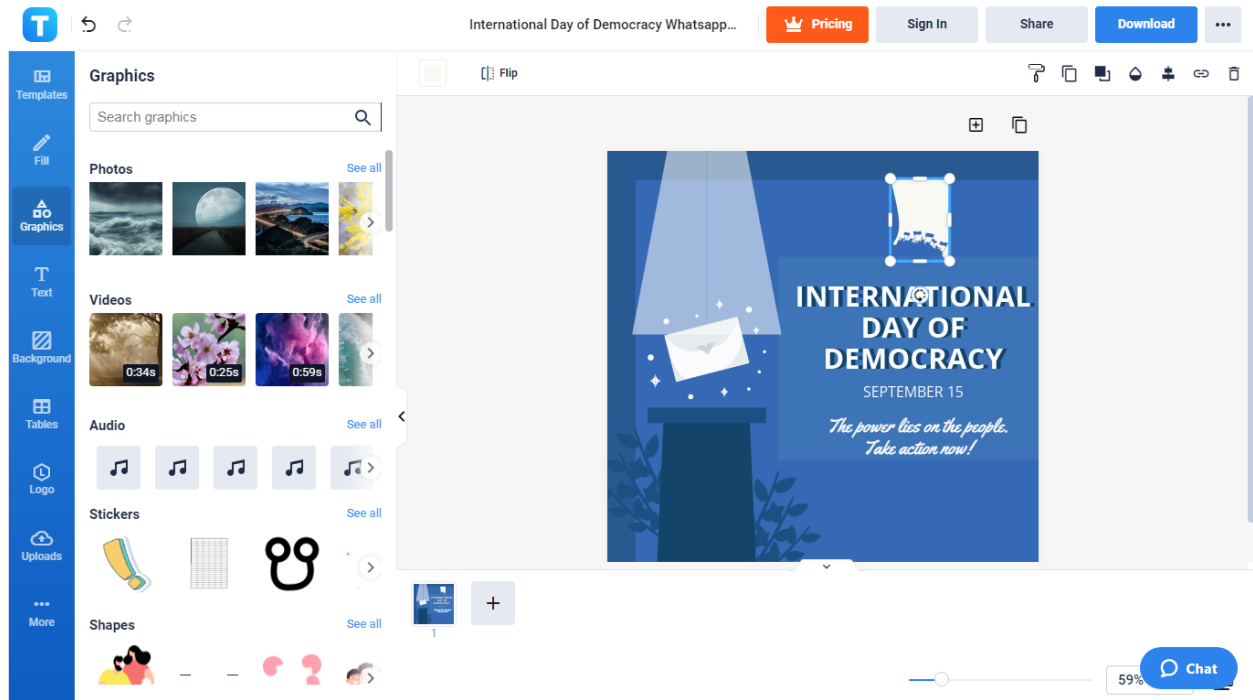 T
International Day of Democracy Whatsapp...
Pricing
Sign In
Share
Download
Templates
Fill
Graphics
Text
Background
Tables
Logo
Uploads
More
Graphics
Search graphics
Photos
See all
Videos
See all
0:34s
0:25s
0:59s
Audio
See all
Stickers
See all
Shapes
See all
Flip
INTERNATIONAL
DAY OF
DEMOCRACY
SEPTEMBER 15
The power lies on the people.
Take action now!
1
59%
Chat